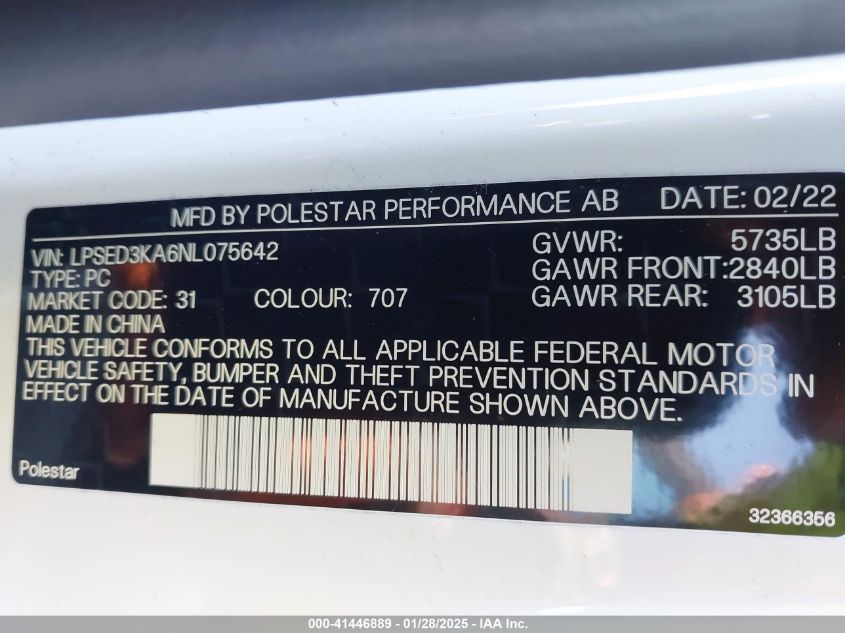 MFD BY POLESTAR PERFORMANCE AB DATE: 02/22
VIN: LPSED3KA6NL075642 GVWR: 5735LB
TYPE: PC GAWR FRONT:2840LB
MARKET CODE: 31 COLOUR: 707 GAWR REAR: 3105LB
MADE IN CHINA
THIS VEHICLE CONFORMS TO ALL APPLICABLE FEDERAL MOTOR
VEHICLE SAFETY, BUMPER AND THEFT PREVENTION STANDARDS IN
EFFECT ON THE DATE OF MANUFACTURE SHOWN ABOVE.
Polestar
32366356
000-41446889 - 01/28/2025 - IAA Inc.